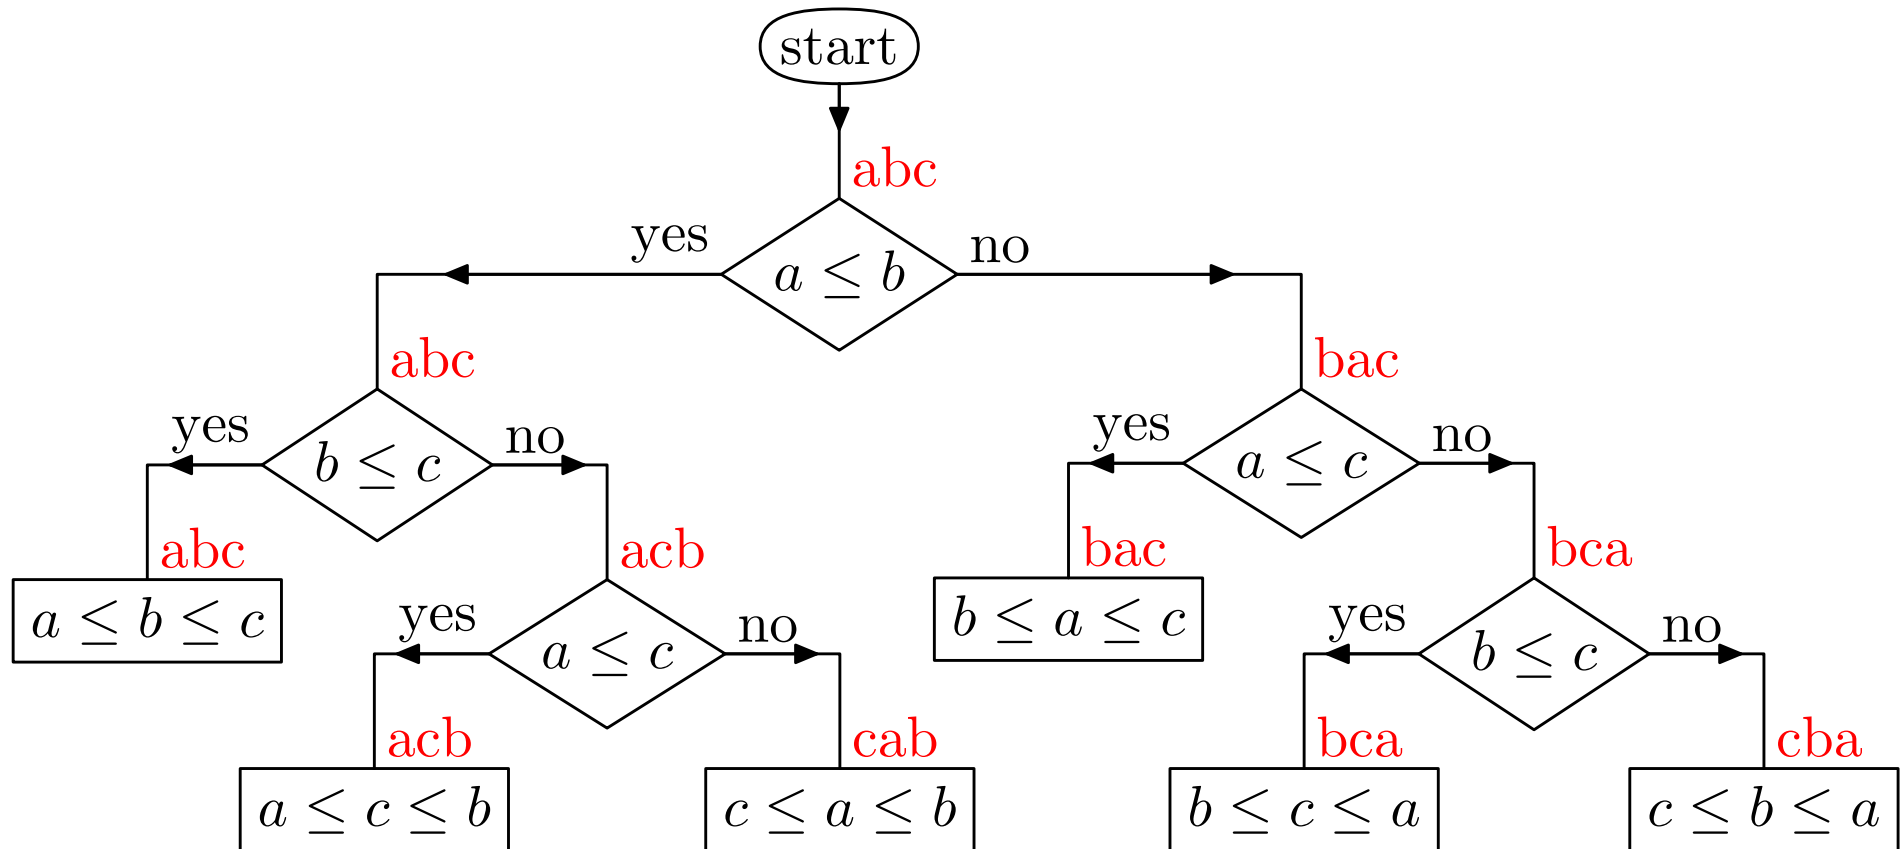 start
abc
yes
a ≤ b
no
abc
bac
yes
b ≤ c
no
yes
a ≤ c
no
abc
acb
bac
bca
a ≤ b ≤ c
yes
a ≤ c
no
b ≤ a ≤ c
yes
b ≤ c
no
acb
cab
bca
cba
a ≤ c ≤ b
c ≤ a ≤ b
b ≤ c ≤ a
c ≤ b ≤ a